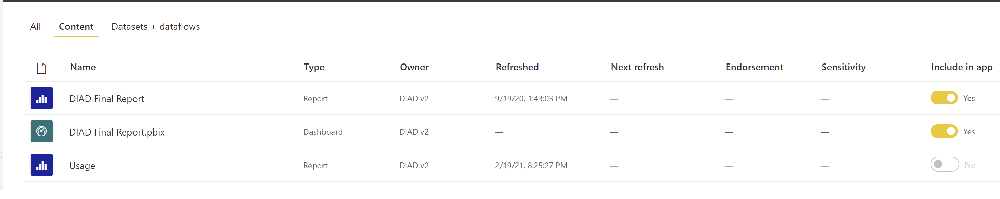 All Content Datasets + dataflows
Name Type Owner Refreshed Next refresh Endorsement Sensitivity Include in app
DIAD Final Report Report DIAD v2 9/19/20, 1:43:03 PM — — — Yes
DIAD Final Report.pbix Dashboard DIAD v2 — — — — Yes
Usage Report DIAD v2 2/19/21, 8:25:27 PM — — — No